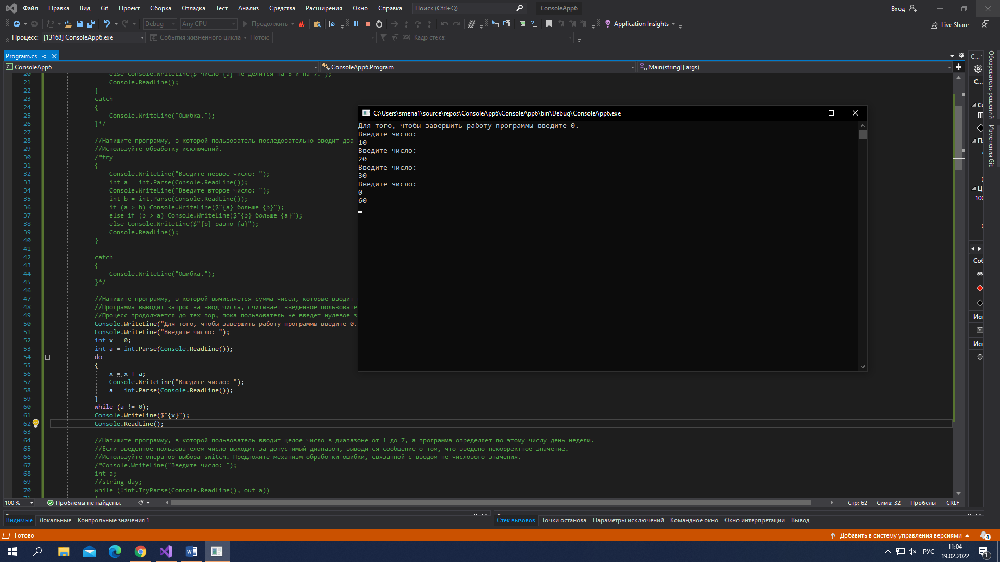 Файл Правка Вид Git Проект Сборка Отладка Тест Анализ Средства Расширения Окно Справка Поиск (Ctrl+Q) ConsoleApp6 Вход
Debug Any CPU Продолжить Application Insights Live Share
Процесс: [13168] ConsoleApp6.exe События жизненного цикла Поток: Кадр стека:
Program.cs
ConsoleApp6 ConsoleApp6.Program Main(string[] args)
20 else Console.WriteLine($"Число {a} не делится на 3 и на 7.");
21 Console.ReadLine();
22 }
23 catch
24 {
25 Console.WriteLine("Ошибка.");
26 }*/
27
28 //Напишите программу, в которой пользователь последовательно вводит два
29 //Используйте обработку исключений.
30 /*try
31 {
32 Console.WriteLine("Введите первое число: ");
33 int a = int.Parse(Console.ReadLine());
34 Console.WriteLine("Введите второе число: ");
35 int b = int.Parse(Console.ReadLine());
36 if (a > b) Console.WriteLine($"{a} больше {b}");
37 else if (b > a) Console.WriteLine($"{b} больше {a}");
38 else Console.WriteLine($"{b} равно {a}");
39 Console.ReadLine();
40 }
41
42 catch
43 {
44 Console.WriteLine("Ошибка.");
45 }*/
46
47 //Напишите программу, в которой вычисляется сумма чисел, которые вводит
48 //Программа выводит запрос на ввод числа, считывает введенное
49 //Процесс продолжается до тех пор, пока пользователь не введет нулевое
50 Console.WriteLine("Для того, чтобы завершить работу программы введите 0.
51 Console.WriteLine("Введите число: ");
52 int x = 0;
53 int a = int.Parse(Console.ReadLine());
54 do
55 {
56 x = x + a;
57 Console.WriteLine("Введите число: ");
58 a = int.Parse(Console.ReadLine());
59 }
60 while (a != 0);
61 Console.WriteLine($"{x}");
62 Console.ReadLine();
63
64 //Напишите программу, в которой пользователь вводит целое число в диапазоне от 1 до 7, а программа определяет по этому числу день недели.
65 //Если введенное пользователем число выходит за допустимый диапазон, выводится сообщение о том, что введено некорректное значение.
66 //Используйте оператор выбора switch. Предложите механизм обработки ошибки, связанной с вводом не числового значения.
67 /*Console.WriteLine("Введите число: ");
68 int a;
69 //string day;
70 while (!int.TryParse(Console.ReadLine(), out a))
71 {
C:\Users\smena1\source\repos\ConsoleApp6\ConsoleApp6\bin\Debug\ConsoleApp6.exe
Для того, чтобы завершить работу программы введите 0.
Введите число:
10
Введите число:
20
Введите число:
30
Введите число:
0
60
С...
С...
100
Соб
Исп
Исп
Обозреватель решений
Изменения Git
100 % Проблемы не найдены. Стр: 62 Симв: 32 Пробелы CRLF
Видимые Локальные Контрольные значения 1 Стек вызовов Точки останова Параметры исключений Командное окно Окно интерпретации Вывод
Готово Добавить в систему управления версиями 4
РУС 11:04
19.02.2022 1